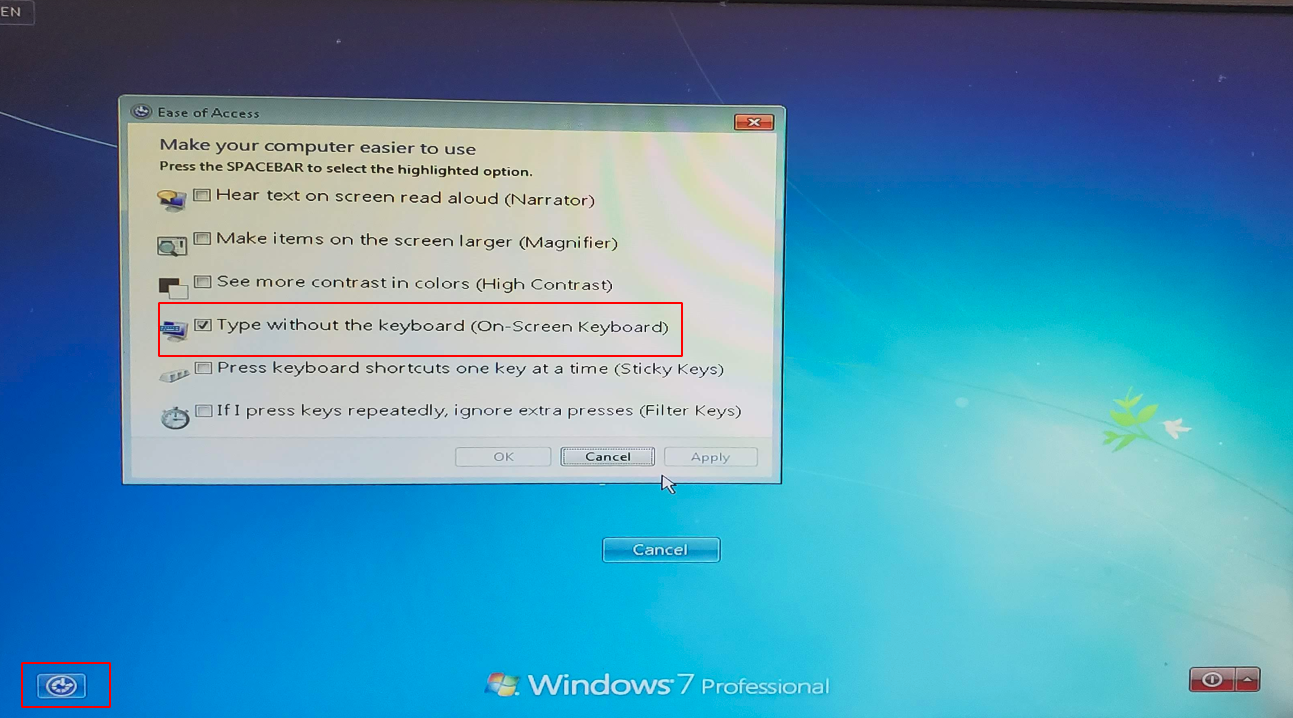 EN
Ease of Access
Make your computer easier to use
Press the SPACEBAR to select the highlighted option.
Hear text on screen read aloud (Narrator)
Make items on the screen larger (Magnifier)
See more contrast in colors (High Contrast)
Type without the keyboard (On-Screen Keyboard)
Press keyboard shortcuts one key at a time (Sticky Keys)
If I press keys repeatedly, ignore extra presses (Filter Keys)
OK Cancel Apply
Cancel
Windows 7 Professional